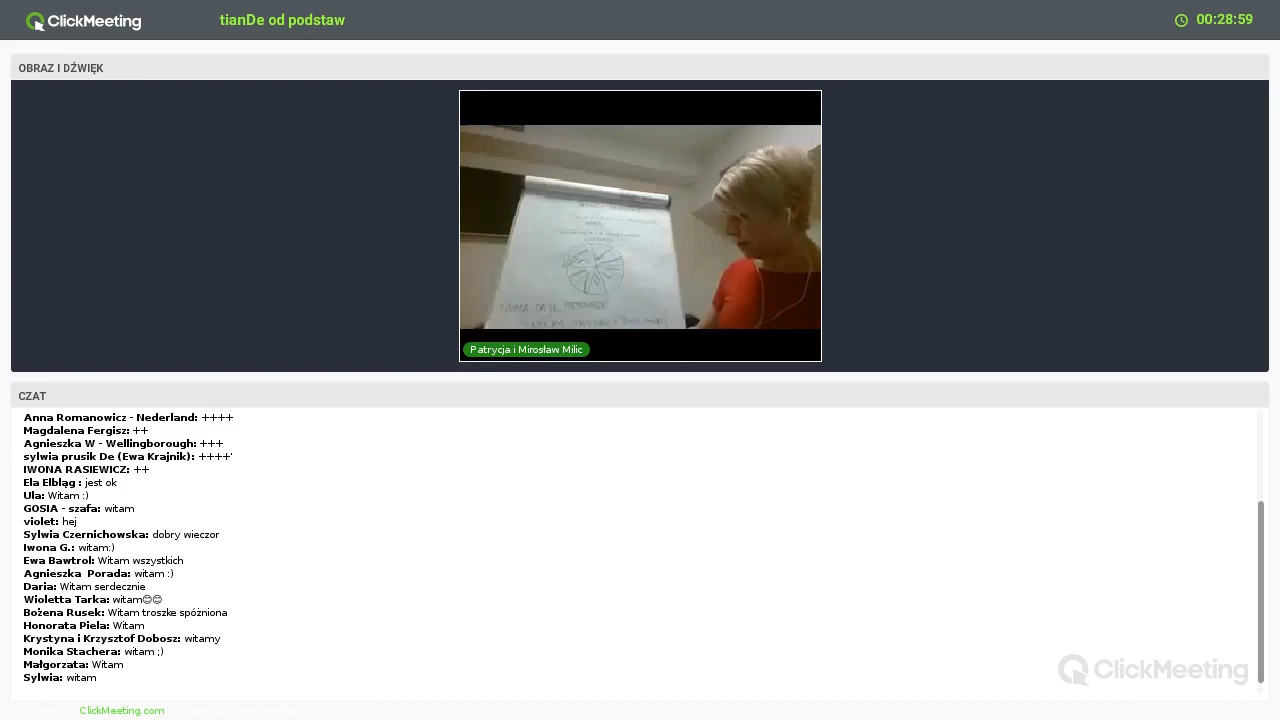 ClickMeeting
tianDe od podstaw
00:28:59
OBRAZ I DŹWIĘK
Patrycja i Mirosław Milic
CZAT
Anna Romanowicz - Nederland: ++++
Magdalena Fergisz: ++
Agnieszka W - Wellingborough: +++
sylwia prusik De (Ewa Krajnik): ++++'
IWONA RASIEWICZ: ++
Ela Elbląg : jest ok
Ula: Witam :)
GOSIA - szafa: witam
violet: hej
Sylwia Czernichowska: dobry wieczor
Iwona G.: witam:)
Ewa Bawtrol: Witam wszystkich
Agnieszka  Porada: witam :)
Daria: Witam serdecznie
Wioletta Tarka: witam😊😊
Bożena Rusek: Witam troszke spóżniona
Honorata Piela: Witam
Krystyna i Krzysztof Dobosz: witamy
Monika Stachera: witam ;)
Małgorzata: Witam
Sylwia: witam
ClickMeeting
ClickMeeting.com